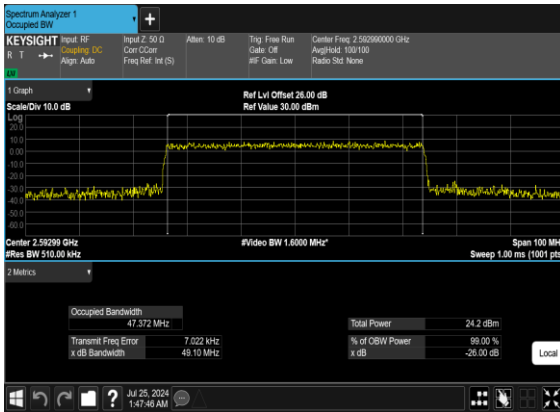 Spectrum Analyzer 1
Occupied BW
KEYSIGHT Input: RF Input Z: 50 Ω Atten: 10 dB Trig: Free Run Center Freq: 2.592990000 GHz
R T Coupling: DC Corr CCorr Gate: Off Avg|Hold: 100/100
Align: Auto Freq Ref: Int (S) #IF Gain: Low Radio Std: None
1 Graph
Scale/Div 10.0 dB
Ref Lvl Offset 26.00 dB
Ref Value 30.00 dBm
Log
20.0
10.0
0.00
-10.0
-20.0
-30.0
-40.0
-50.0
-60.0
Center 2.59299 GHz #Video BW 1.6000 MHz* Span 100 MH
#Res BW 510.00 kHz Sweep 1.00 ms (1001 pts
2 Metrics
Occupied Bandwidth
47.372 MHz Total Power 24.2 dBm
Transmit Freq Error 7.022 kHz % of OBW Power 99.00 %
x dB Bandwidth 49.10 MHz x dB -26.00 dB
Local
?
Jul 25, 2024
1:47:46 AM